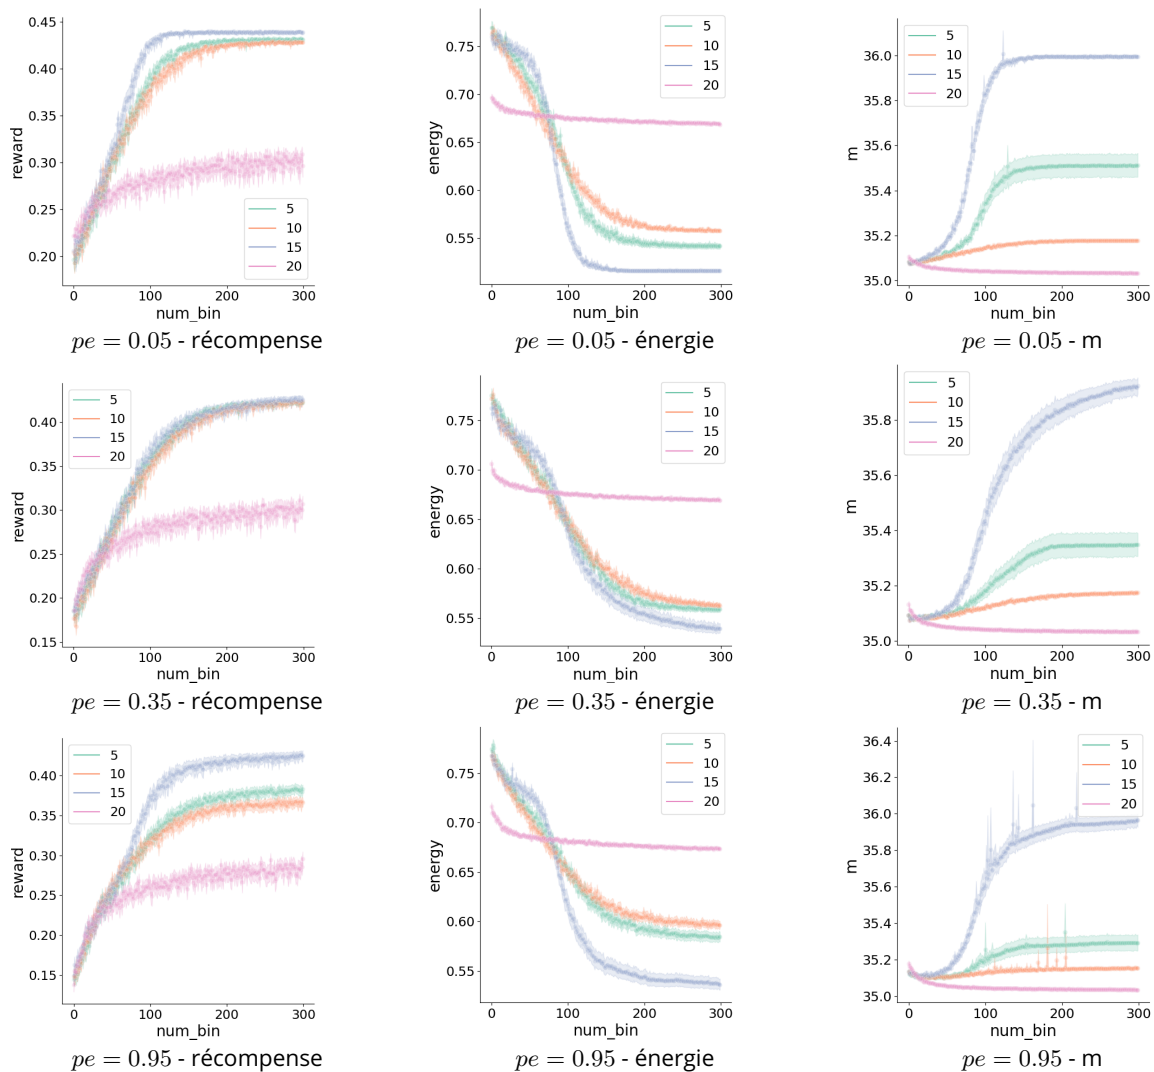 0.45
0.40
0.35
0.30
0.25
0.20
reward
5
10
15
20
0 100 200 300
num_bin
pe = 0.05 - récompense
0.75
0.70
0.65
0.60
0.55
energy
5
10
15
20
0 100 200 300
num_bin
pe = 0.05 - énergie
36.0
35.8
35.6
35.4
35.2
35.0
m
5
10
15
20
0 100 200 300
num_bin
pe = 0.05 - m
0.40
0.35
0.30
0.25
0.20
0.15
reward
5
10
15
20
0 100 200 300
num_bin
pe = 0.35 - récompense
0.75
0.70
0.65
0.60
0.55
energy
5
10
15
20
0 100 200 300
num_bin
pe = 0.35 - énergie
35.8
35.6
35.4
35.2
35.0
m
5
10
15
20
0 100 200 300
num_bin
pe = 0.35 - m
0.40
0.35
0.30
0.25
0.20
0.15
reward
5
10
15
20
0 100 200 300
num_bin
pe = 0.95 - récompense
0.75
0.70
0.65
0.60
0.55
energy
5
10
15
20
0 100 200 300
num_bin
pe = 0.95 - énergie
36.4
36.2
36.0
35.8
35.6
35.4
35.2
35.0
m
5
10
15
20
0 100 200 300
num_bin
pe = 0.95 - m